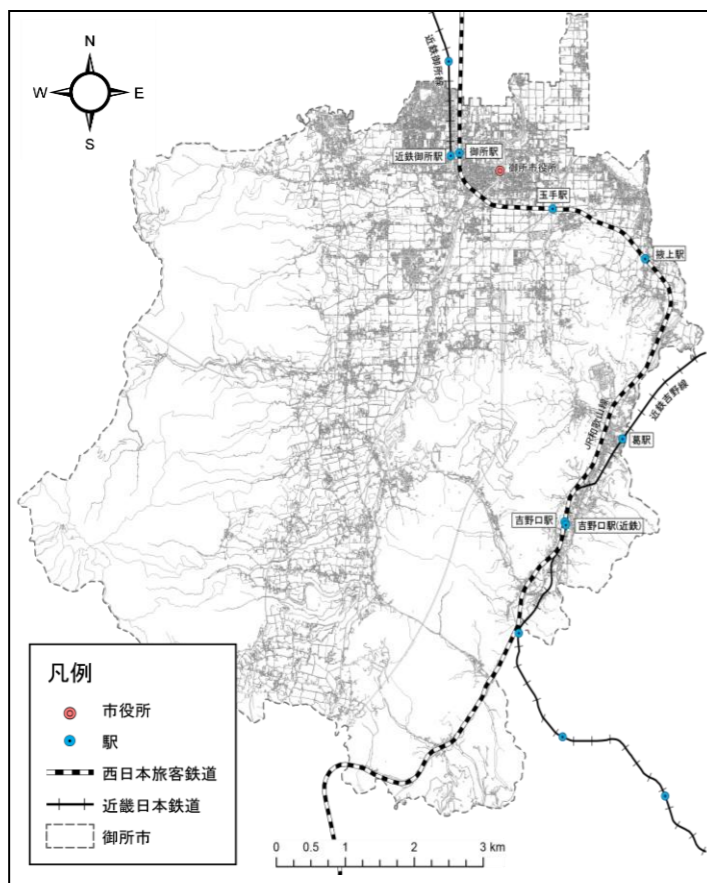 N
W
E
S
近鉄御所線
近鉄御所駅
御所駅
御所市役所
玉手駅
掖上駅
JR和歌山線
近鉄吉野線
葛駅
吉野口駅
吉野口駅(近鉄)
凡例
市役所
駅
西日本旅客鉄道
近畿日本鉄道
御所市
0 0.5 1 2 3 km